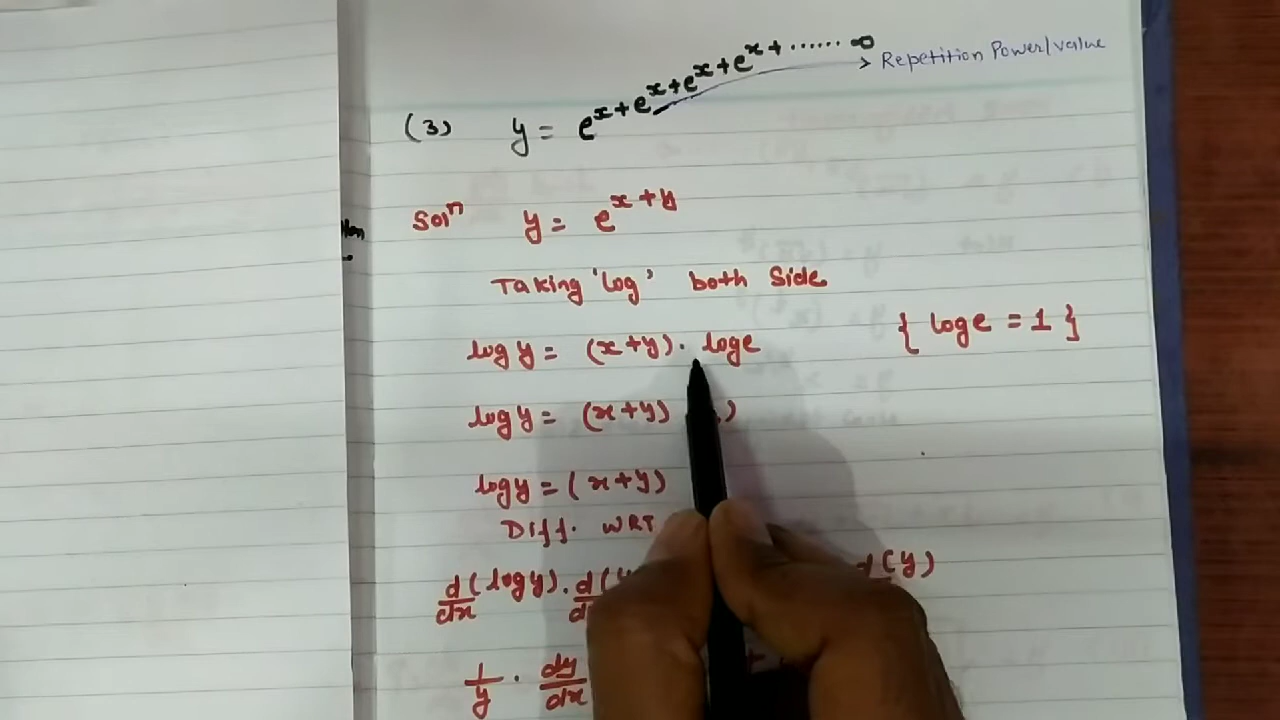 (3) y = e^{x+e^{x+e^{x+e^{x+ ...... ∞}}}} > Repetition Power/value
Solⁿ y = e^{x+y}
Taking 'log' both Side
log y = (x+y) . loge { loge = 1 }
log y = (x+y) )
log y = (x+y)
Diff. WRT
d/dx (log y) . d( d(y)
1/y . dy/dx +